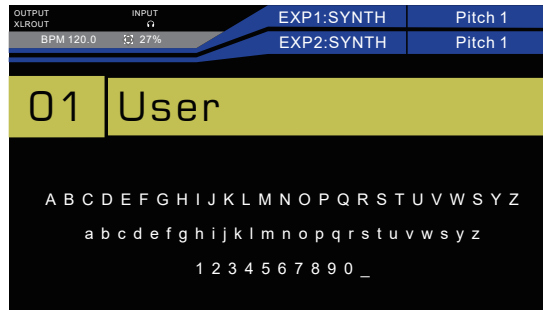 OUTPUT INPUT EXP1:SYNTH Pitch 1
XLROUT
BPM 120.0 27% EXP2:SYNTH Pitch 1
01 User
A B C D E F G H I J K L M N O P Q R S T U V W S Y Z
a b c d e f g h i j k l m n o p q r s t u v w s y z
1 2 3 4 5 6 7 8 9 0 _